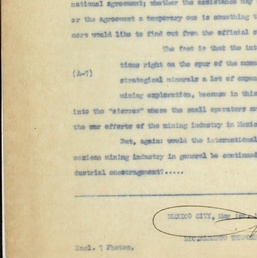 national agreement; whether the assistance may
or the agreement a temporary one is something
ners would like to find out from the official
The fact is that the
tions right on the spur of the
(A-7)
strategical minerals a lot of
mining exploration, because in this
into the "sierras" where the small operators
the war efforts of the mining industry in Mexico
But, again: would the international
mexican mining industry in general be continued
dustrial encouragement?.....
MEXICO CITY,
Encl. 7 Photos.